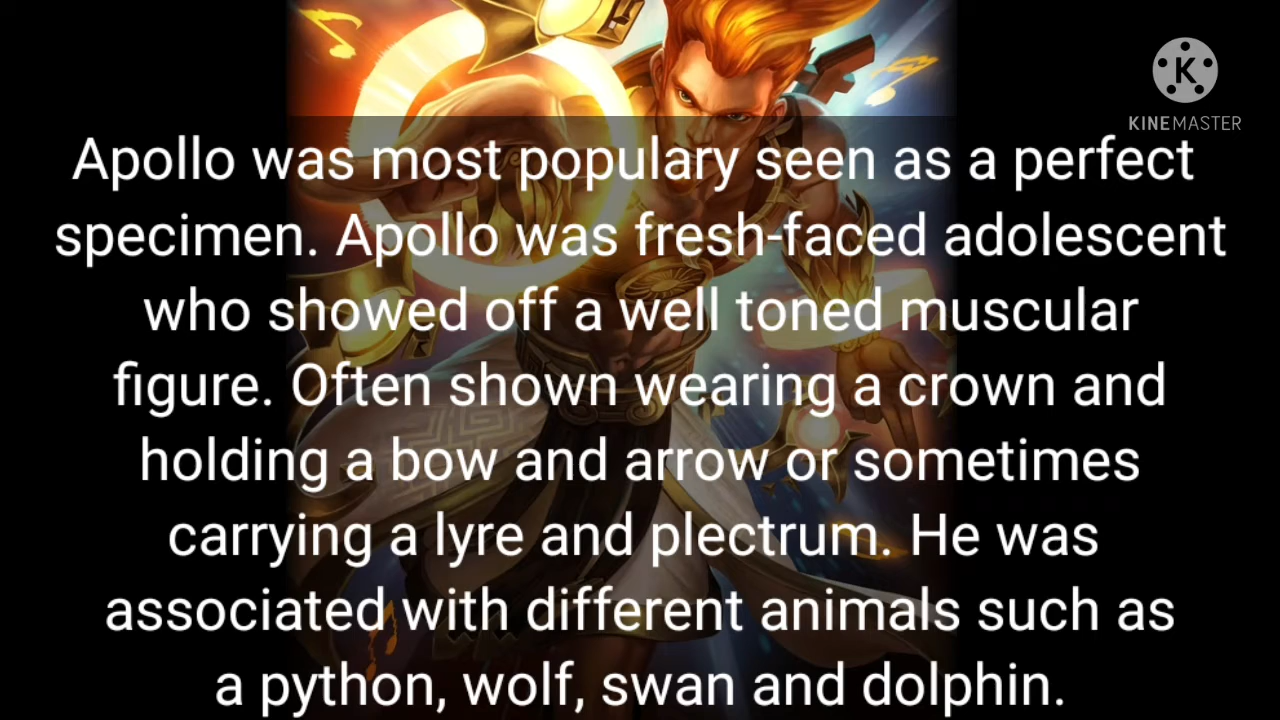 K
KINEMASTER
Apollo was most populary seen as a perfect
specimen. Apollo was fresh-faced adolescent
who showed off a well toned muscular
figure. Often shown wearing a crown and
holding a bow and arrow or sometimes
carrying a lyre and plectrum. He was
associated with different animals such as
a python, wolf, swan and dolphin.